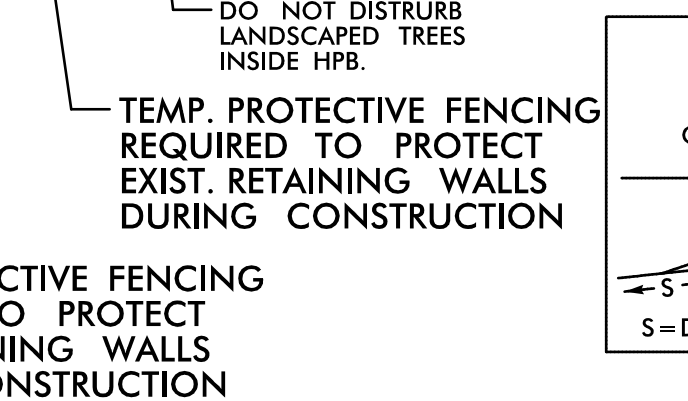 DO NOT DISTRURB
LANDSCAPED TREES
INSIDE HPB.
TEMP. PROTECTIVE FENCING
REQUIRED TO PROTECT
EXIST. RETAINING WALLS
DURING CONSTRUCTION
CTIVE FENCING
O PROTECT
NING WALLS
ONSTRUCTION
S
S=